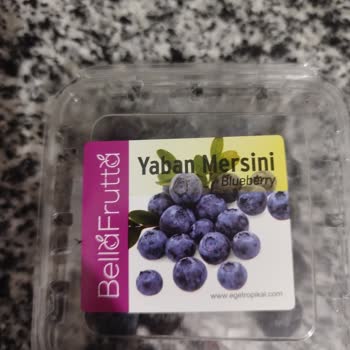 BellaFrutta
Yaban Mersini
Blueberry
www.egetropikal.com